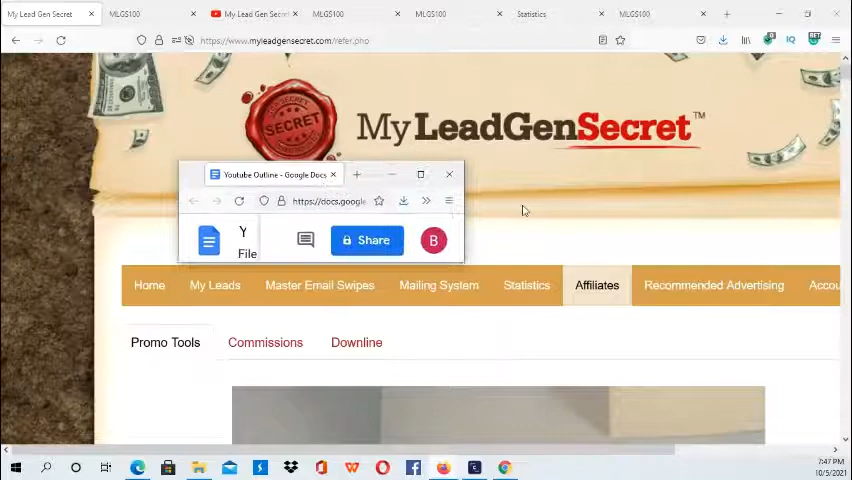 My Lead Gen Secret
MLGS100
My Lead Gen Secret
MLGS100
MLGS100
Statistics
MLGS100
https://www.myleadgensecret.com/refer.php
SECRET
MyLeadGenSecret™
Youtube Outline - Google Docs
https://docs.google
Y
File
Share
B
Home
My Leads
Master Email Swipes
Mailing System
Statistics
Affiliates
Recommended Advertising
Accou
Promo Tools
Commissions
Downline
7:47 PM
10/5/2021